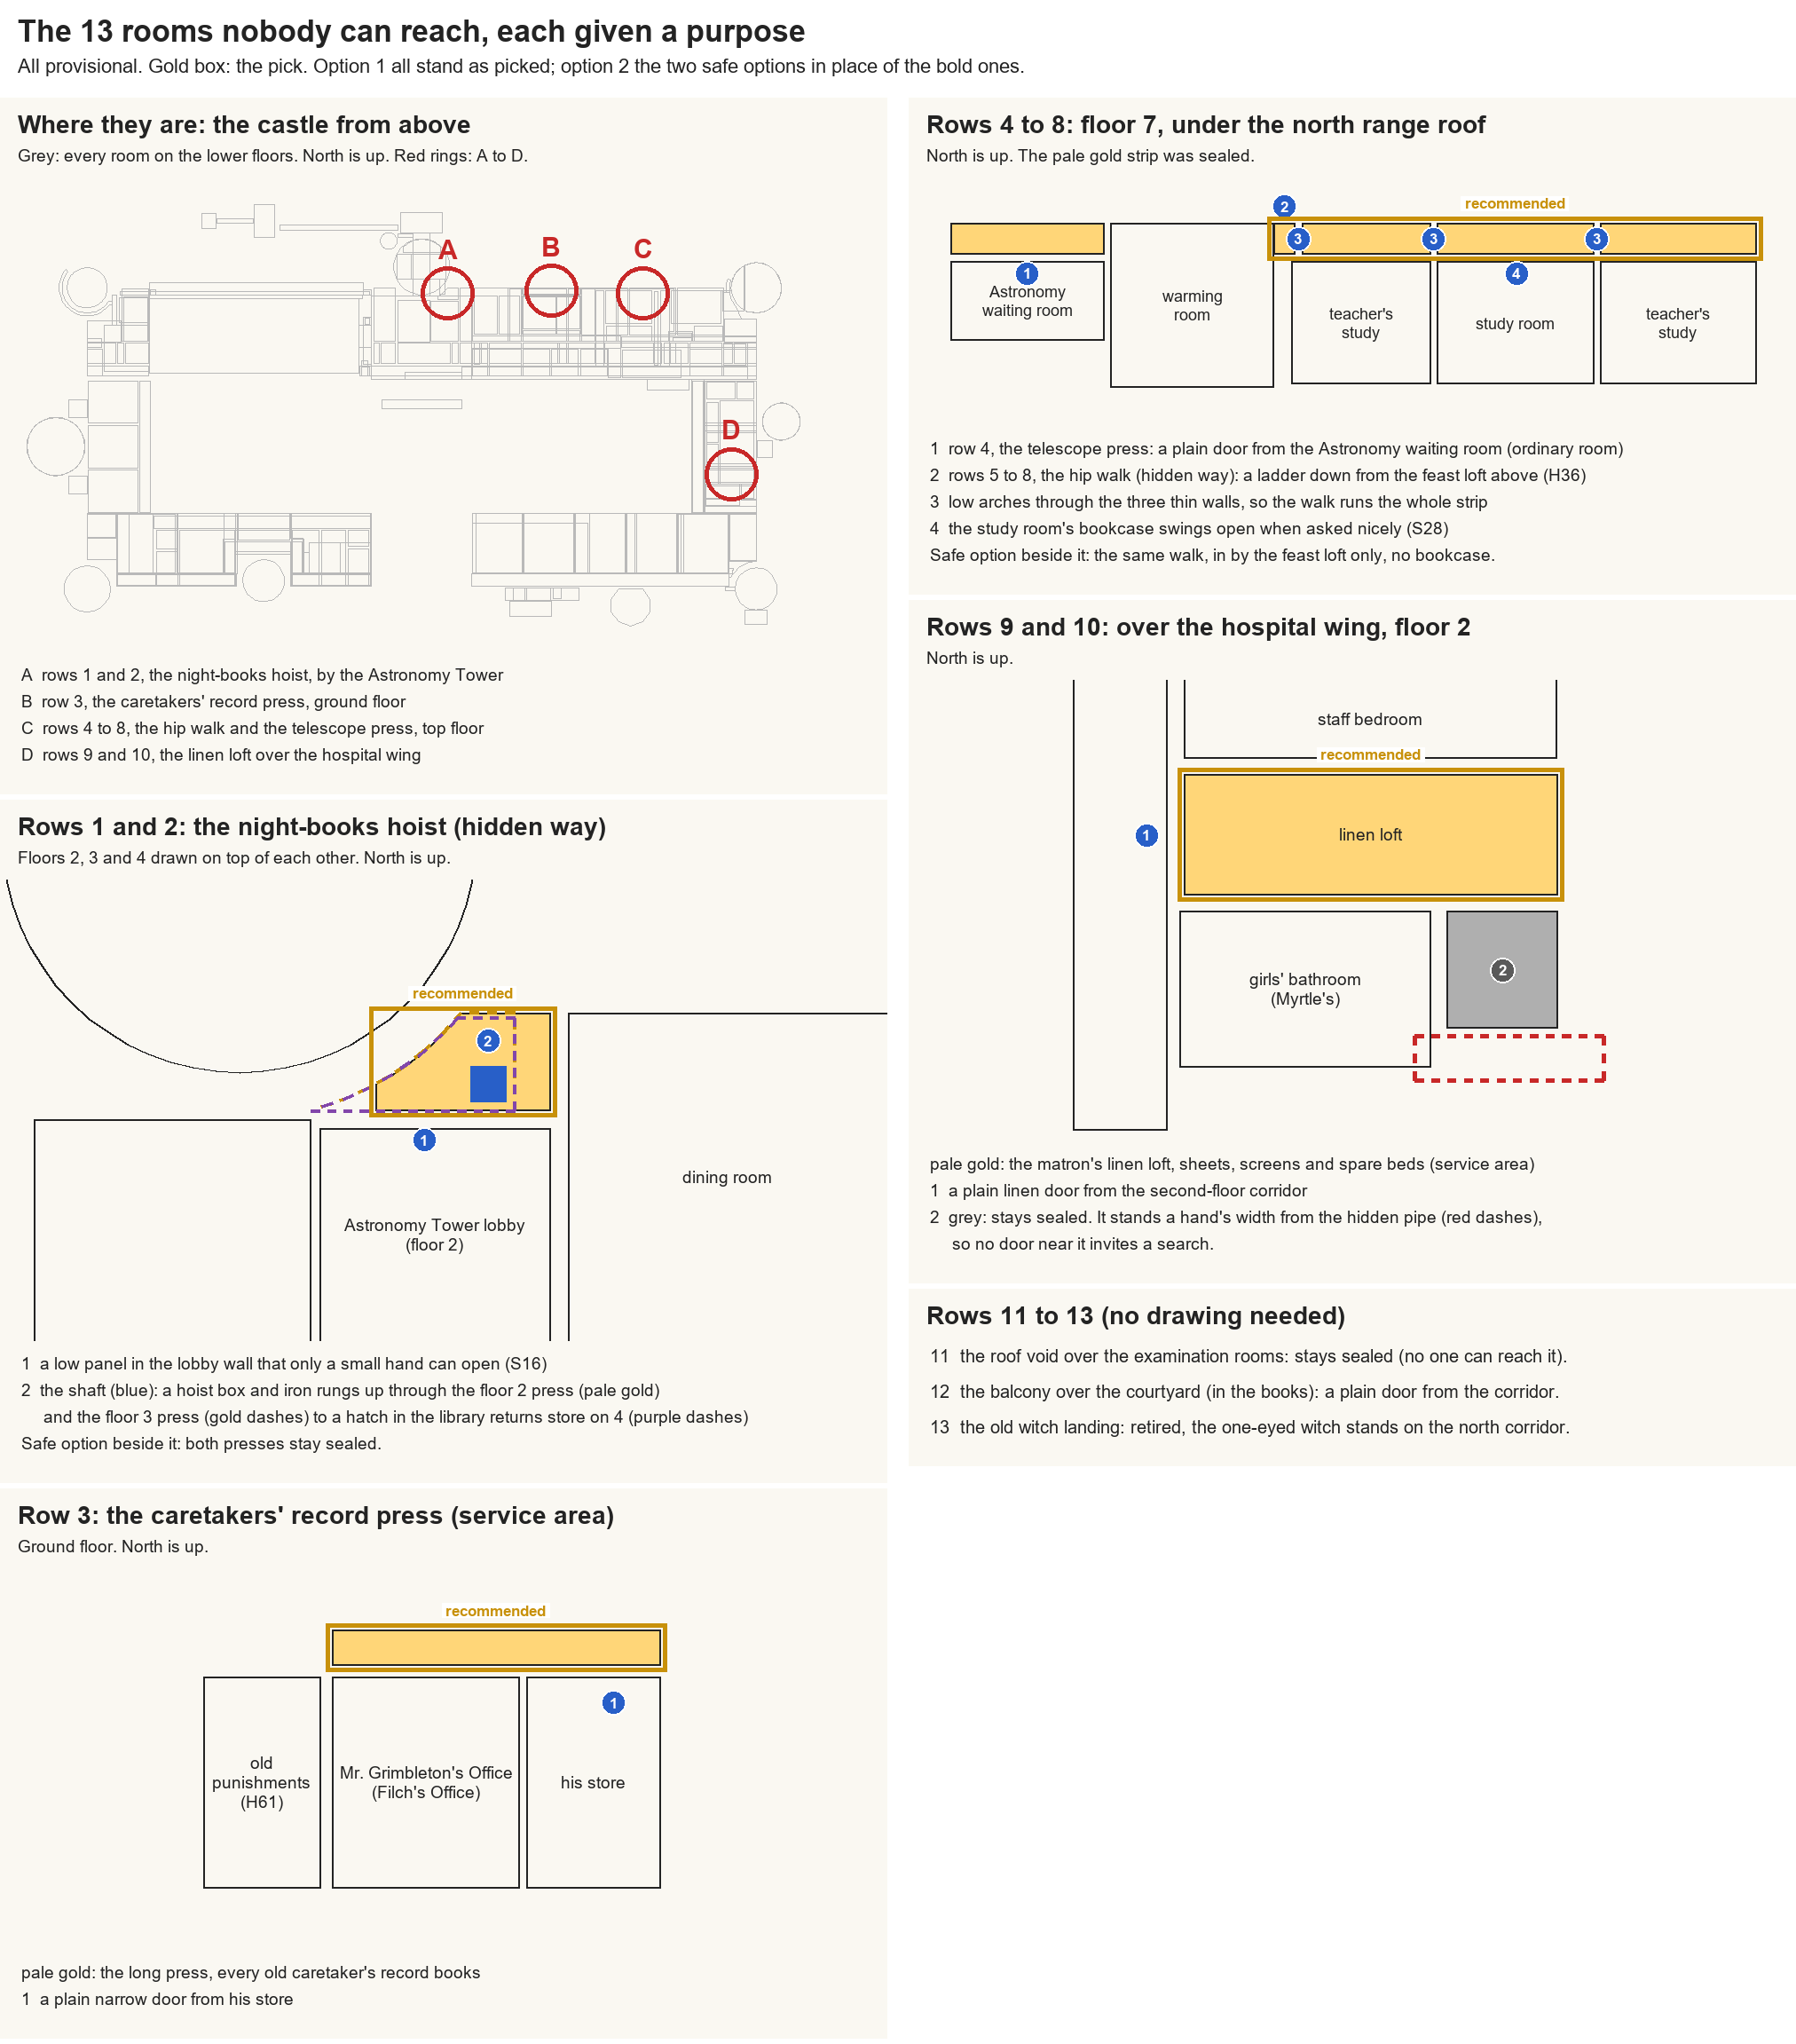 The 13 rooms nobody can reach, each given a purpose
All provisional. Gold box: the pick. Option 1 all stand as picked; option 2 the two safe options in place of the bold ones.
Where they are: the castle from above
Grey: every room on the lower floors. North is up. Red rings: A to D.
A
B
C
D
A rows 1 and 2, the night-books hoist, by the Astronomy Tower
B row 3, the caretakers' record press, ground floor
C rows 4 to 8, the hip walk and the telescope press, top floor
D rows 9 and 10, the linen loft over the hospital wing
Rows 1 and 2: the night-books hoist (hidden way)
Floors 2, 3 and 4 drawn on top of each other. North is up.
recommended
2
1
dining room
Astronomy Tower lobby
(floor 2)
1 a low panel in the lobby wall that only a small hand can open (S16)
2 the shaft (blue): a hoist box and iron rungs up through the floor 2 press (pale gold)
and the floor 3 press (gold dashes) to a hatch in the library returns store on 4 (purple dashes)
Safe option beside it: both presses stay sealed.
Row 3: the caretakers' record press (service area)
Ground floor. North is up.
recommended
1
old
punishments
(H61)
Mr. Grimbleton's Office
(Filch's Office)
his store
pale gold: the long press, every old caretaker's record books
1 a plain narrow door from his store
Rows 4 to 8: floor 7, under the north range roof
North is up. The pale gold strip was sealed.
recommended
2
3
3
3
1
4
Astronomy
waiting room
warming
room
teacher's
study
study room
teacher's
study
1 row 4, the telescope press: a plain door from the Astronomy waiting room (ordinary room)
2 rows 5 to 8, the hip walk (hidden way): a ladder down from the feast loft above (H36)
3 low arches through the three thin walls, so the walk runs the whole strip
4 the study room's bookcase swings open when asked nicely (S28)
Safe option beside it: the same walk, in by the feast loft only, no bookcase.
Rows 9 and 10: over the hospital wing, floor 2
North is up.
staff bedroom
recommended
1
linen loft
girls' bathroom
(Myrtle's)
2
pale gold: the matron's linen loft, sheets, screens and spare beds (service area)
1 a plain linen door from the second-floor corridor
2 grey: stays sealed. It stands a hand's width from the hidden pipe (red dashes),
so no door near it invites a search.
Rows 11 to 13 (no drawing needed)
11 the roof void over the examination rooms: stays sealed (no one can reach it).
12 the balcony over the courtyard (in the books): a plain door from the corridor.
13 the old witch landing: retired, the one-eyed witch stands on the north corridor.